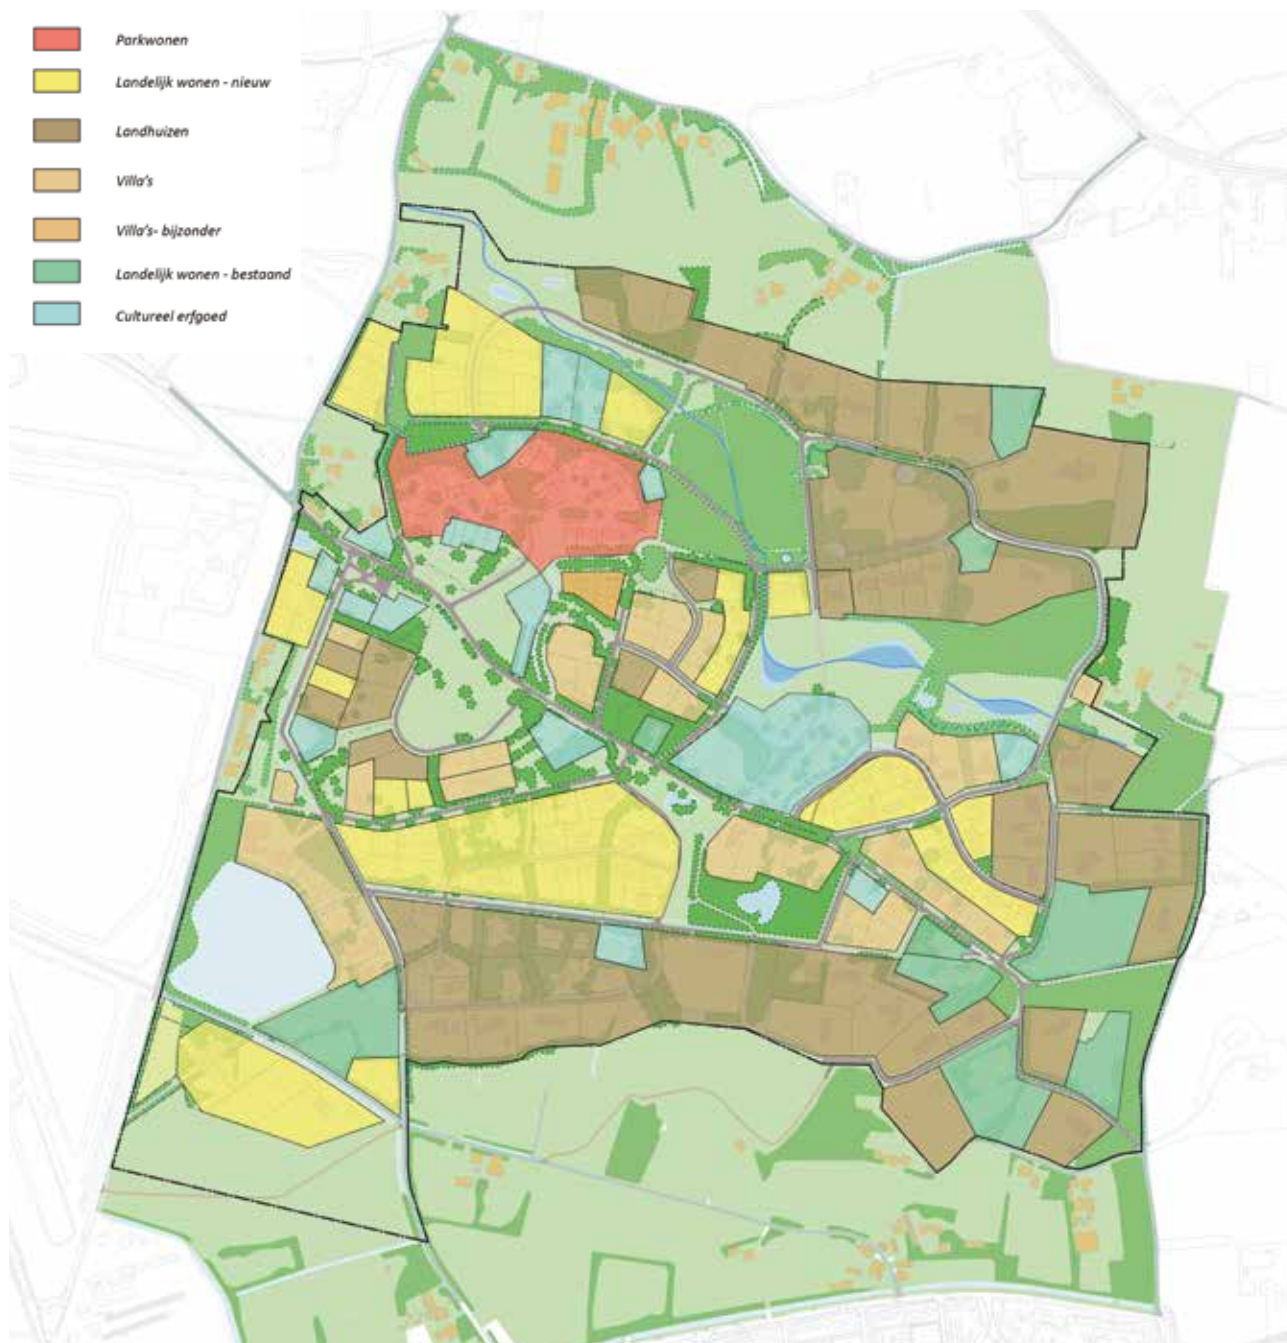 Parkwonen
Landelijk wonen - nieuw
Landhuizen
Villa's
Villa's- bijzonder
Landelijk wonen - bestaand
Cultureel erfgoed